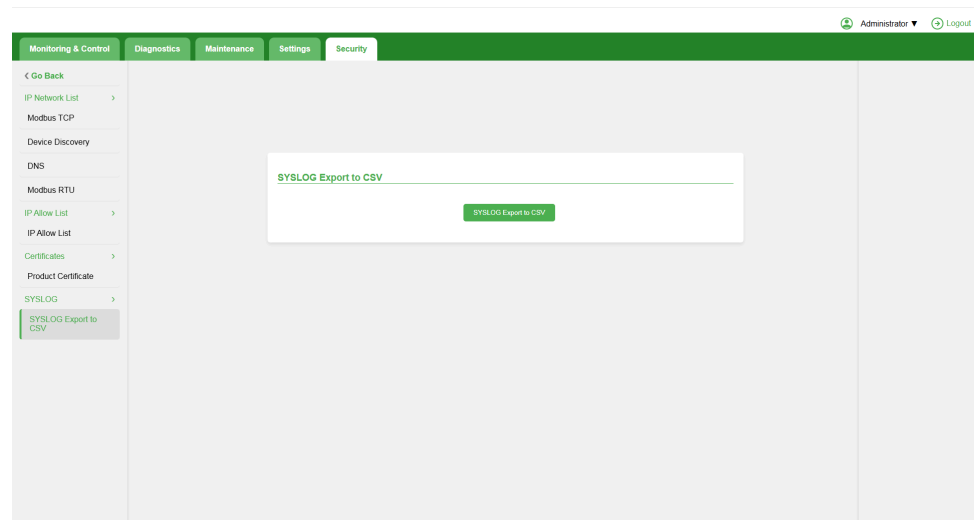 Administrator ▼ Logout
Monitoring & Control Diagnostics Maintenance Settings Security
Go Back
IP Network List
Modbus TCP
Device Discovery
DNS
Modbus RTU
IP Allow List
IP Allow List
Certificates
Product Certificate
SYSLOG
SYSLOG Export to
CSV
SYSLOG Export to CSV
SYSLOG Export to CSV